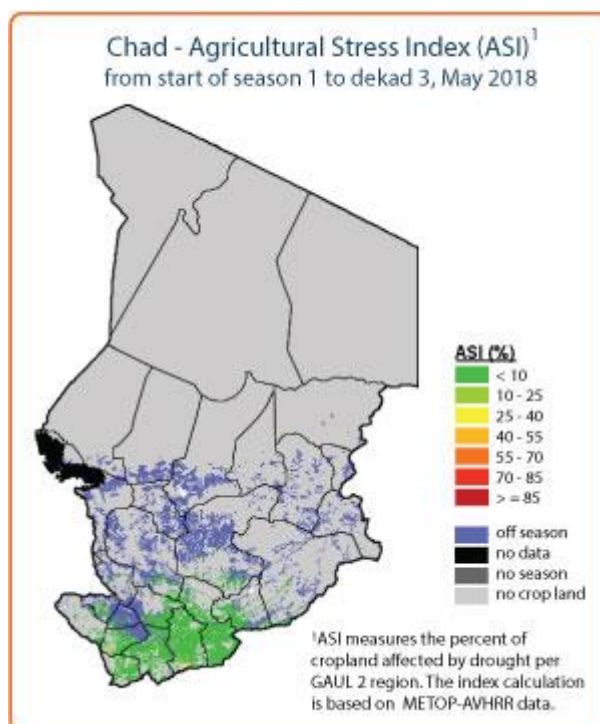 Chad - Agricultural Stress Index (ASI)¹
from start of season 1 to dekad 3, May 2018
ASI (%)
< 10
10 - 25
25 - 40
40 - 55
55 - 70
70 - 85
> = 85
off season
no data
no season
no crop land
¹ASI measures the percent of
cropland affected by drought per
GAUL 2 region. The index calculation
is based on METOP-AVHRR data.